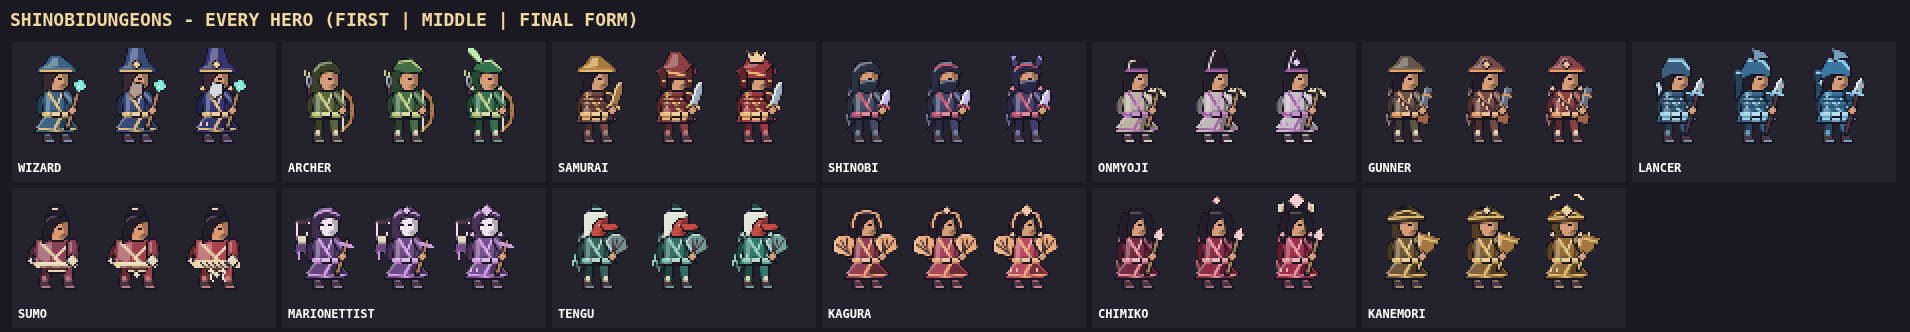 SHINOBIDUNGEONS - EVERY HERO (FIRST | MIDDLE | FINAL FORM)
WIZARD
ARCHER
SAMURAI
SHINOBI
ONMYOJI
GUNNER
LANCER
SUMO
MARIONETTIST
TENGU
KAGURA
CHIMIKO
KANEMORI